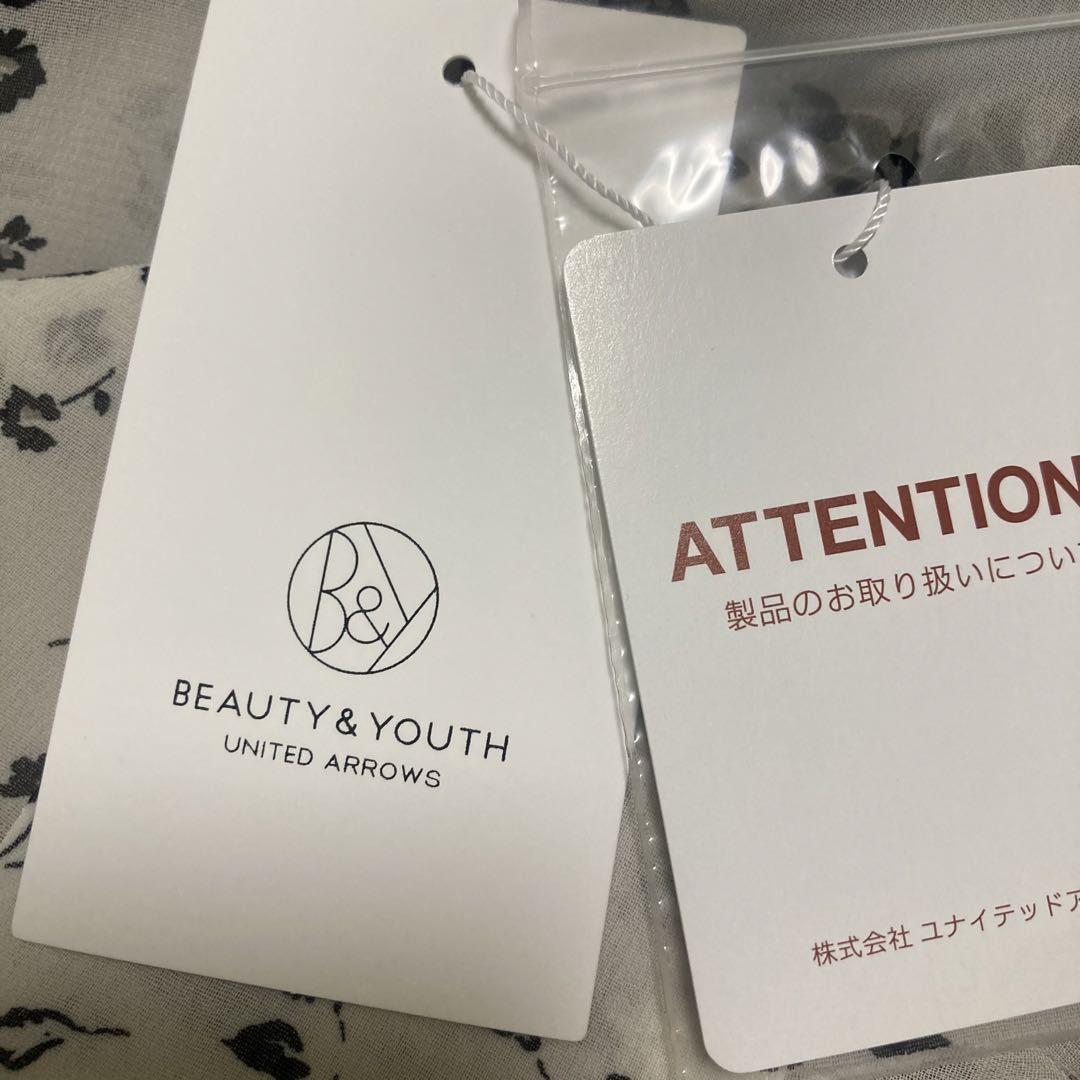 B&Y
BEAUTY & YOUTH
UNITED ARROWS
ATTENTION
製品のお取り扱いについ
株式会社 ユナイテッドア